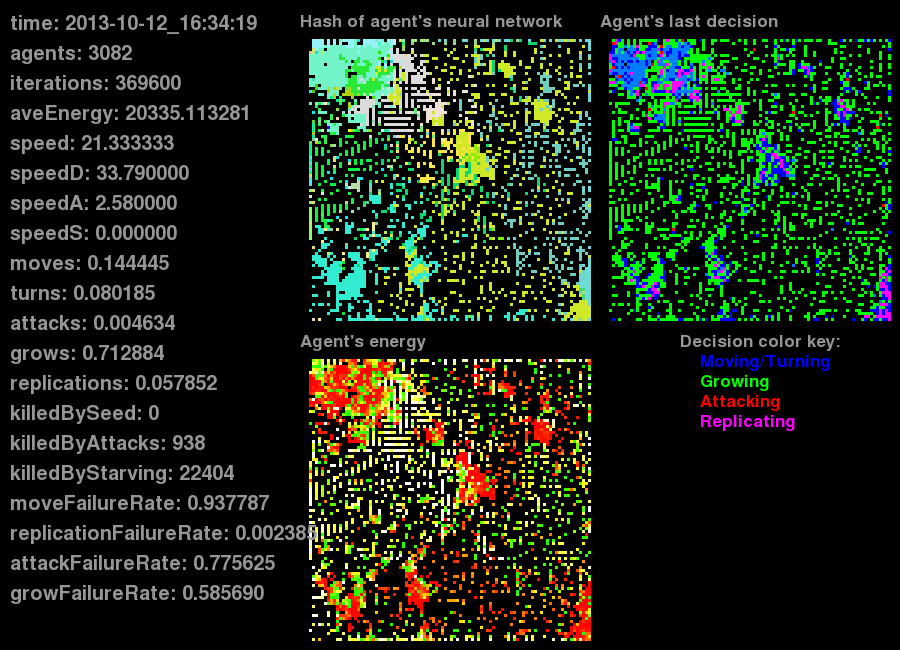 time: 2013-10-12_16:34:19
agents: 3082
iterations: 369600
aveEnergy: 20335.113281
speed: 21.333333
speedD: 33.790000
speedA: 2.580000
speedS: 0.000000
moves: 0.144445
turns: 0.080185
attacks: 0.004634
grows: 0.712884
replications: 0.057852
killedBySeed: 0
killedByAttacks: 938
killedByStarving: 22404
moveFailureRate: 0.937787
replicationFailureRate: 0.002385
attackFailureRate: 0.775625
growFailureRate: 0.585690
Hash of agent's neural network
Agent's last decision
Agent's energy
Decision color key:
Moving/Turning
Growing
Attacking
Replicating